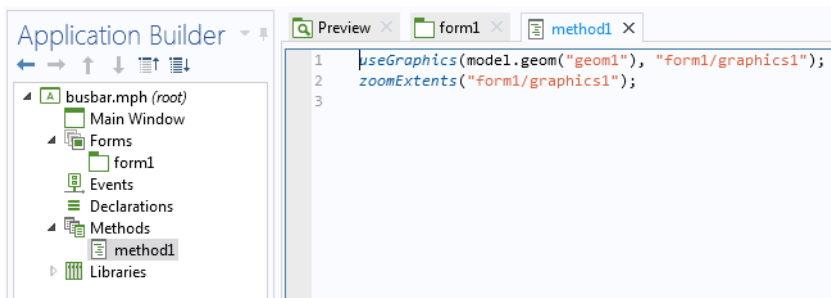 Application Builder
busbar.mph (root)
Main Window
Forms
form1
Events
Declarations
Methods
method1
Libraries
Preview form1 method1
1 useGraphics(model.geom("geom1"), "form1/graphics1");
2 zoomExtents("form1/graphics1");
3